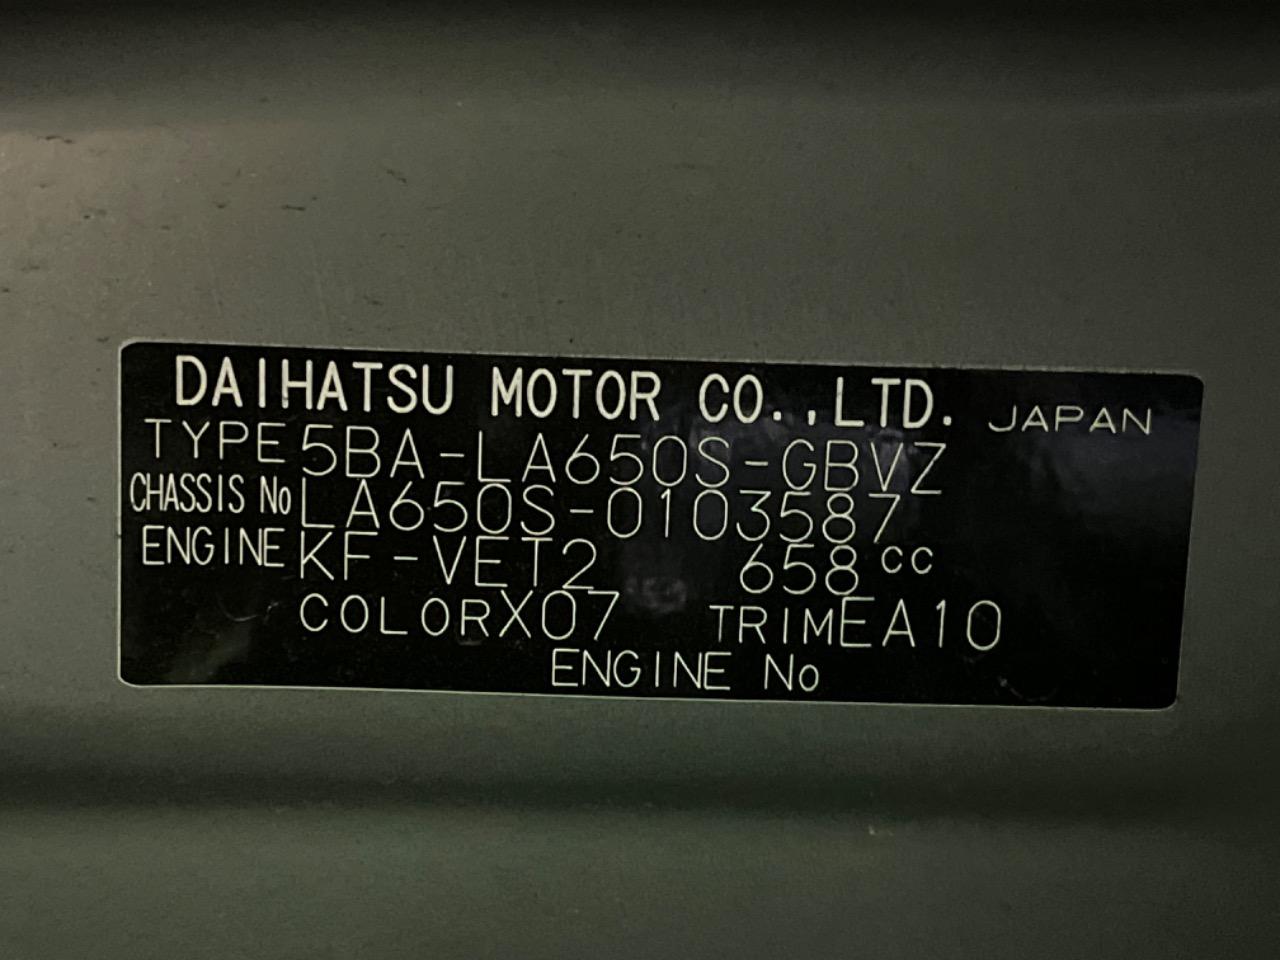 DAIHATSU MOTOR CO.,LTD. JAPAN
TYPE 5BA-LA650S-GBVZ
CHASSIS No LA650S-0103587
ENGINE KF-VET2 658cc
COLOR X07 TRIM EA10
ENGINE No